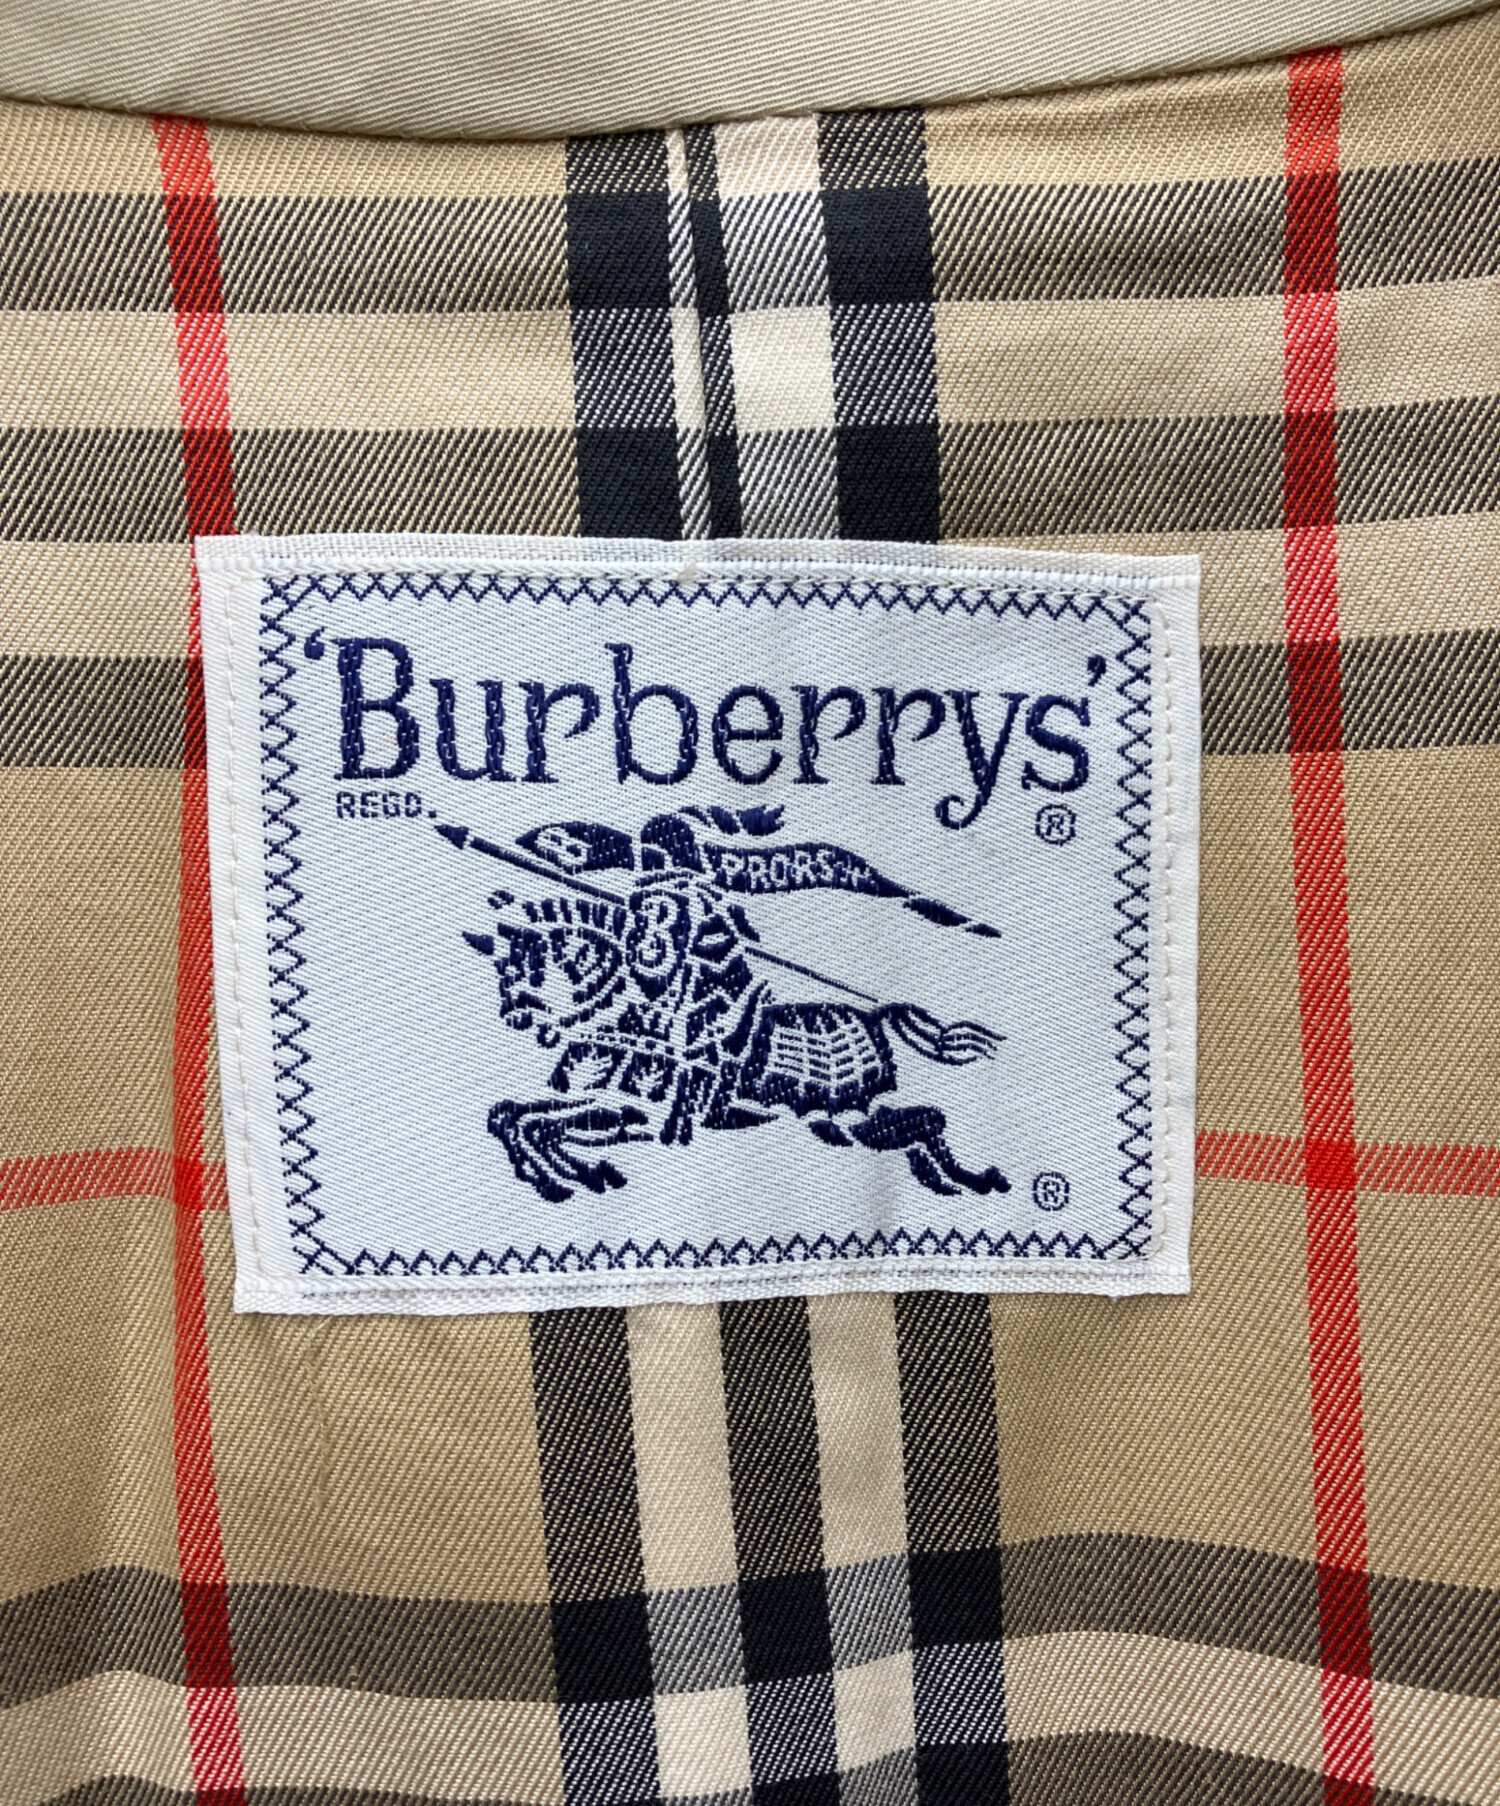 'Burberrys'
REGD. ®
B PRORSUM
B
®